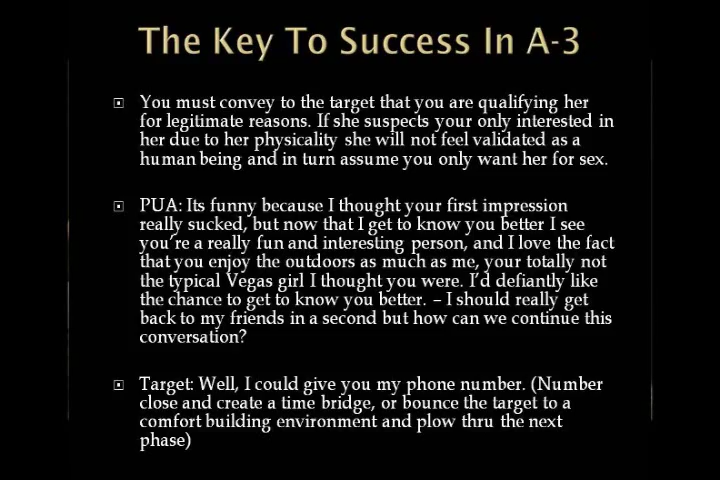 The Key To Success In A-3
You must convey to the target that you are qualifying her
for legitimate reasons. If she suspects your only interested in
her due to her physicality she will not feel validated as a
human being and in turn assume you only want her for sex.
PUA: Its funny because I thought your first impression
really sucked, but now that I get to know you better I see
you're a really fun and interesting person, and I love the fact
that you enjoy the outdoors as much as me, your totally not
the typical Vegas girl I thought you were. I'd defiantly like
the chance to get to know you better. – I should really get
back to my friends in a second but how can we continue this
conversation?
Target: Well, I could give you my phone number. (Number
close and create a time bridge, or bounce the target to a
comfort building environment and plow thru the next
phase)